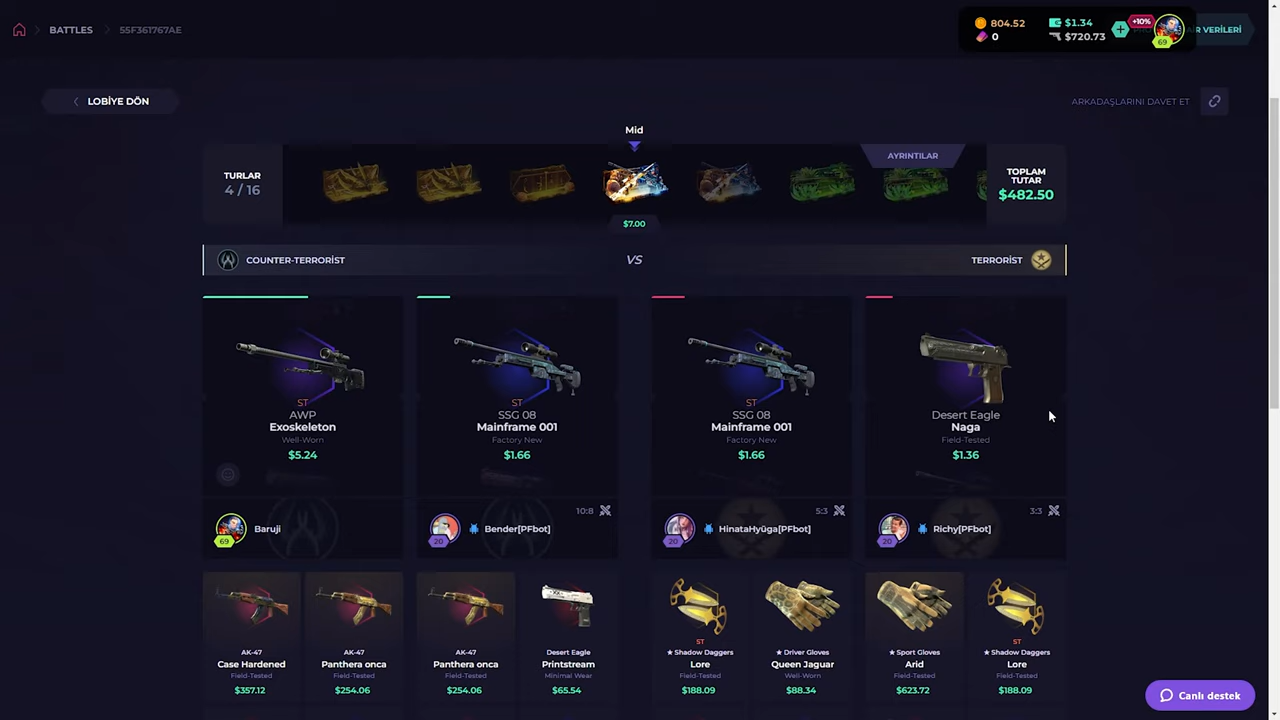 BATTLES
55F361767AE
804.52
0
$1.34
$720.73
+10%
69
AIR VERİLERİ
LOBİYE DÖN
ARKADAŞLARINI DAVET ET
Mid
TURLAR
4 / 16
AYRINTILAR
TOPLAM
TUTAR
$482.50
$7.00
COUNTER-TERRORIST
VS
TERRORİST
ST
AWP
Exoskeleton
Well-Worn
$5.24
ST
SSG 08
Mainframe 001
Factory New
$1.66
ST
SSG 08
Mainframe 001
Factory New
$1.66
Desert Eagle
Naga
Field-Tested
$1.36
69
Baruji
10:8
20
Bender[PFbot]
5:3
20
HinataHyūga[PFbot]
3:3
20
Richy[PFbot]
AK-47
Case Hardened
Field-Tested
$357.12
AK-47
Panthera onca
Field-Tested
$254.06
AK-47
Panthera onca
Field-Tested
$254.06
Desert Eagle
Printstream
Minimal Wear
$65.54
ST
★ Shadow Daggers
Lore
Field-Tested
$188.09
★ Driver Gloves
Queen Jaguar
Well-Worn
$88.34
★ Sport Gloves
Arid
Field-Tested
$623.72
ST
★ Shadow Daggers
Lore
Field-Tested
$188.09
Canlı destek